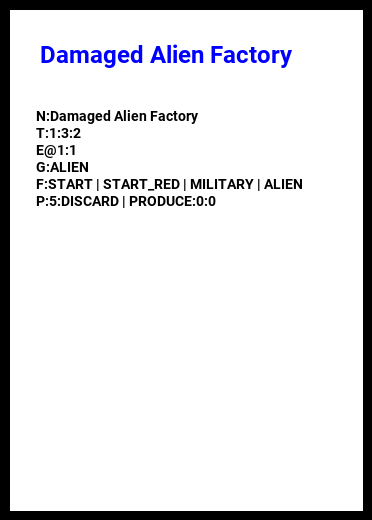 Damaged Alien Factory
N:Damaged Alien Factory
T:1:3:2
E@1:1
G:ALIEN
F:START | START_RED | MILITARY | ALIEN
P:5:DISCARD | PRODUCE:0:0